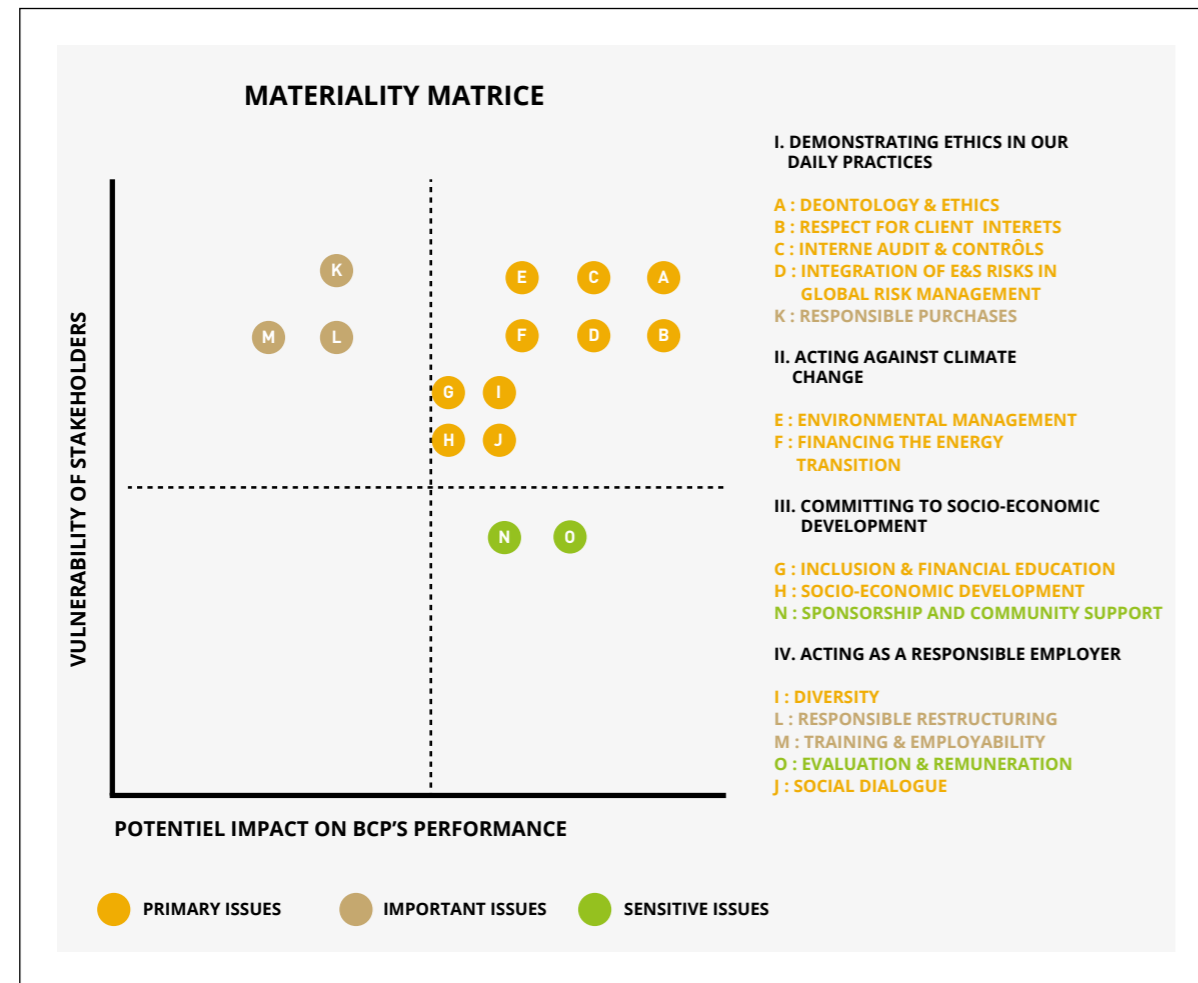 MATERIALITY MATRICE
VULNERABILITY OF STAKEHOLDERS
K
E
C
A
M
L
F
D
B
G
I
H
J
N
O
POTENTIEL IMPACT ON BCP'S PERFORMANCE
PRIMARY ISSUES
IMPORTANT ISSUES
SENSITIVE ISSUES
I. DEMONSTRATING ETHICS IN OUR
DAILY PRACTICES
A : DEONTOLOGY & ETHICS
B : RESPECT FOR CLIENT INTERETS
C : INTERNE AUDIT & CONTRÔLS
D : INTEGRATION OF E&S RISKS IN
GLOBAL RISK MANAGEMENT
K : RESPONSIBLE PURCHASES
II. ACTING AGAINST CLIMATE
CHANGE
E : ENVIRONMENTAL MANAGEMENT
F : FINANCING THE ENERGY
TRANSITION
III. COMMITTING TO SOCIO-ECONOMIC
DEVELOPMENT
G : INCLUSION & FINANCIAL EDUCATION
H : SOCIO-ECONOMIC DEVELOPMENT
N : SPONSORSHIP AND COMMUNITY SUPPORT
IV. ACTING AS A RESPONSIBLE EMPLOYER
I : DIVERSITY
L : RESPONSIBLE RESTRUCTURING
M : TRAINING & EMPLOYABILITY
O : EVALUATION & REMUNERATION
J : SOCIAL DIALOGUE